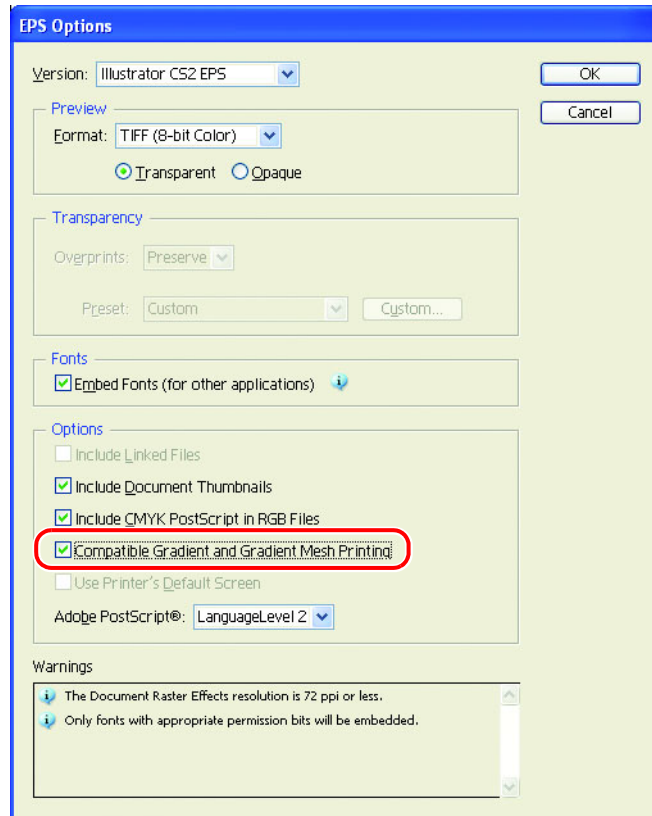 EPS Options
Version: Illustrator CS2 EPS
OK
Cancel
Preview
Format: TIFF (8-bit Color)
Transparent Opaque
Transparency
Overprints: Preserve
Preset: Custom Custom...
Fonts
Embed Fonts (for other applications)
Options
Include Linked Files
Include Document Thumbnails
Include CMYK PostScript in RGB Files
Compatible Gradient and Gradient Mesh Printing
Use Printer's Default Screen
Adobe PostScript®: LanguageLevel 2
Warnings
The Document Raster Effects resolution is 72 ppi or less.
Only fonts with appropriate permission bits will be embedded.